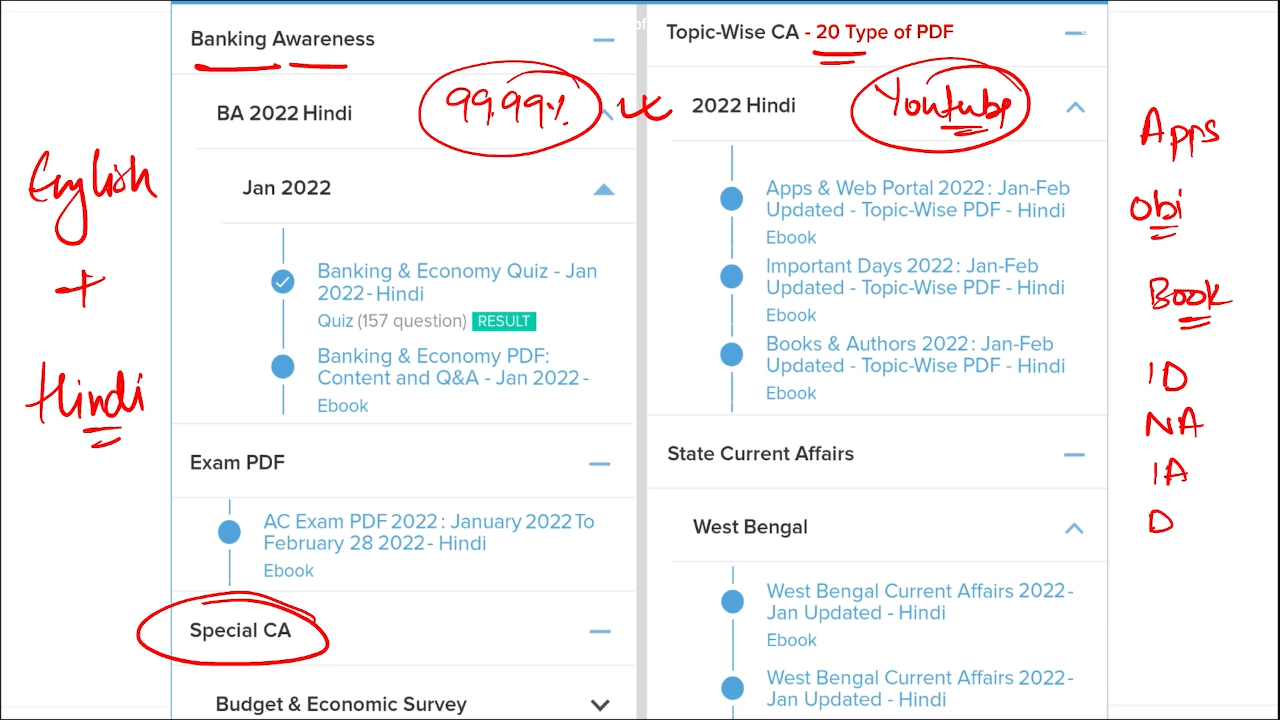 Banking Awareness
BA 2022 Hindi
99.99%
Jan 2022
Banking & Economy Quiz - Jan
2022-Hindi
Quiz (157 question) RESULT
Banking & Economy PDF:
Content and Q&A - Jan 2022-
Ebook
Exam PDF
AC Exam PDF 2022: January 2022 To
February 28 2022- Hindi
Ebook
Special CA
Budget & Economic Survey
English
+
Hindi
of
Topic-Wise CA - 20 Type of PDF
2022 Hindi
Youtube
Apps & Web Portal 2022: Jan-Feb
Updated - Topic-Wise PDF - Hindi
Ebook
Important Days 2022: Jan-Feb
Updated - Topic-Wise PDF - Hindi
Ebook
Books & Authors 2022: Jan-Feb
Updated - Topic-Wise PDF - Hindi
Ebook
State Current Affairs
West Bengal
West Bengal Current Affairs 2022-
Jan Updated - Hindi
Ebook
West Bengal Current Affairs 2022-
Jan Updated - Hindi
Apps
Obi
Book
ID
NA
IA
D